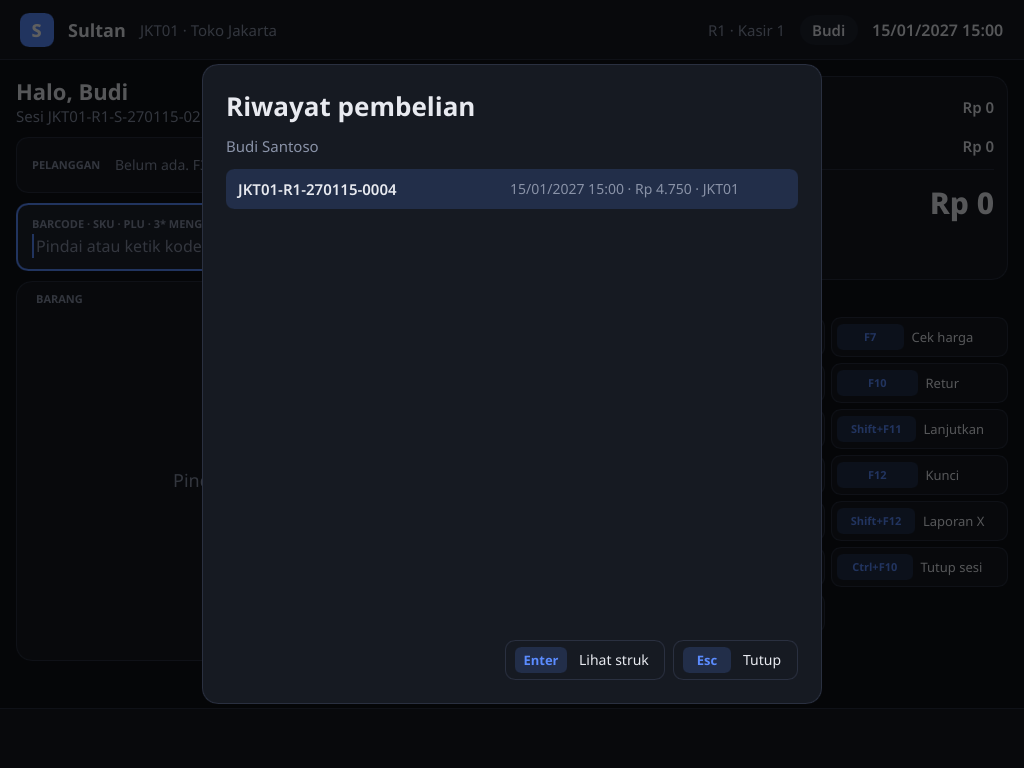 S Sultan JKT01 · Toko Jakarta R1 · Kasir 1 Budi 15/01/2027 15:00
Halo, Budi
Sesi JKT01-R1-S-270115-02
PELANGGAN Belum ada.
BARCODE · SKU · PLU · 3* MENG
Pindai atau ketik kode
BARANG
Rp 0
Rp 0
Rp 0
F7 Cek harga
F10 Retur
Shift+F11 Lanjutkan
F12 Kunci
Shift+F12 Laporan X
Ctrl+F10 Tutup sesi
Riwayat pembelian
Budi Santoso
JKT01-R1-270115-0004 15/01/2027 15:00 · Rp 4.750 · JKT01
Enter Lihat struk Esc Tutup